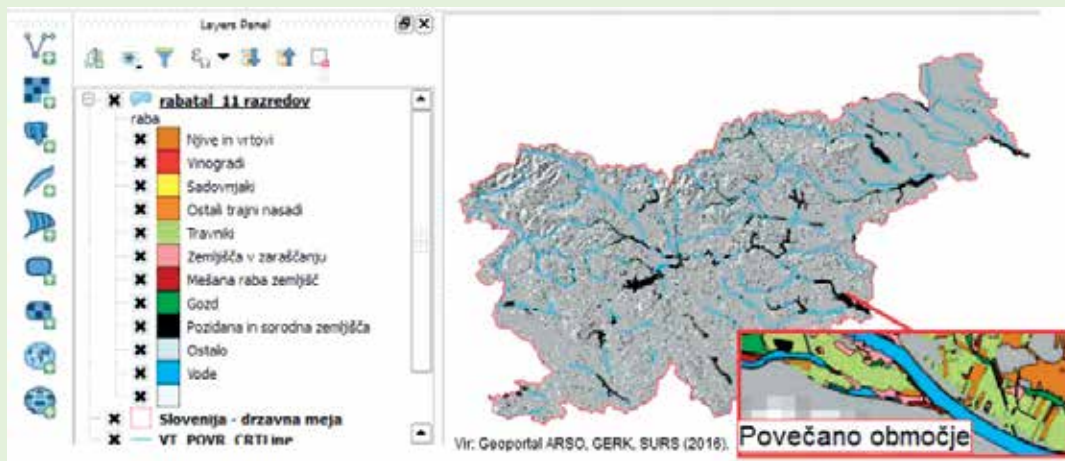 Layers Panel
rabatal_11 razredov
raba
Njive in vrtovi
Vinogradi
Sadovnjaki
Ostali trajni nasadi
Travniki
Zemljišča v zaraščanju
Mešana raba zemljišč
Gozd
Pozidana in sorodna zemljišča
Ostalo
Vode
Slovenija - drzavna meja
VT_POVR_CRTLine
Vir: Geoportal ARSO, GERK, SURS (2016).
Povečano območje